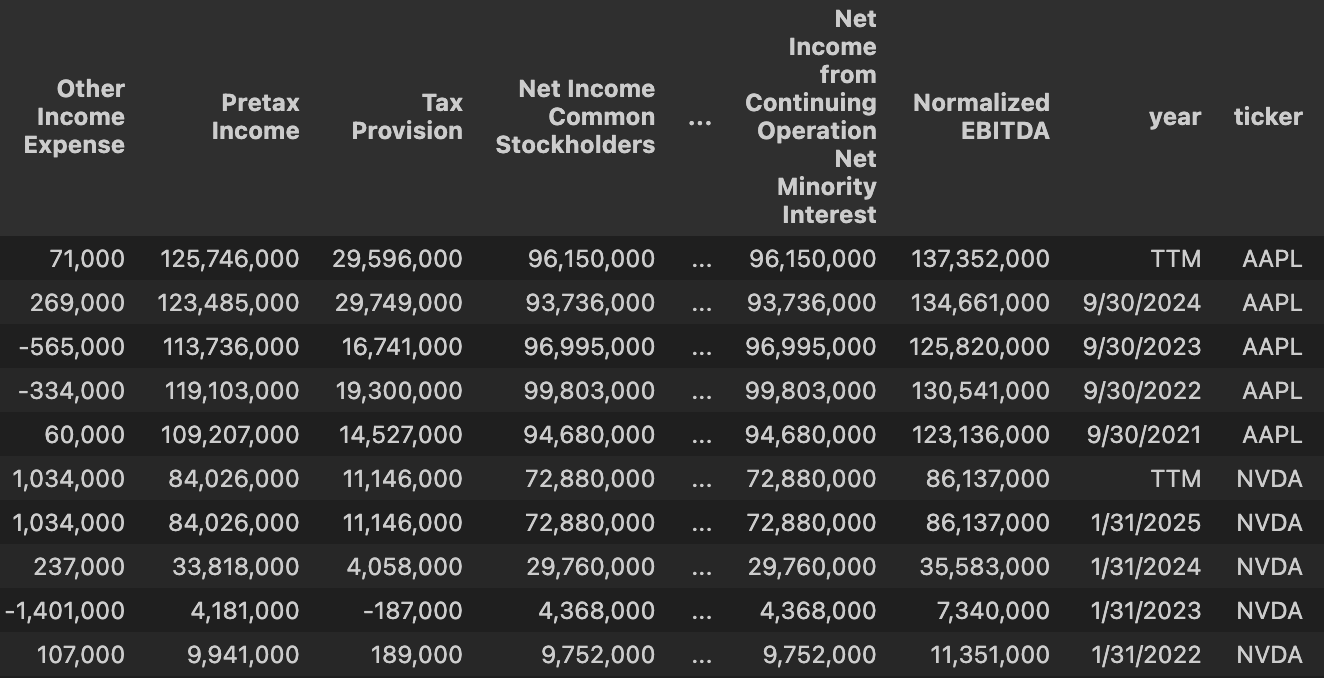 Other Income Expense Pretax Income Tax Provision Net Income Common Stockholders ... Net Income from Continuing Operation Net Minority Interest Normalized EBITDA year ticker
71,000 125,746,000 29,596,000 96,150,000 ... 96,150,000 137,352,000 TTM AAPL
269,000 123,485,000 29,749,000 93,736,000 ... 93,736,000 134,661,000 9/30/2024 AAPL
-565,000 113,736,000 16,741,000 96,995,000 ... 96,995,000 125,820,000 9/30/2023 AAPL
-334,000 119,103,000 19,300,000 99,803,000 ... 99,803,000 130,541,000 9/30/2022 AAPL
60,000 109,207,000 14,527,000 94,680,000 ... 94,680,000 123,136,000 9/30/2021 AAPL
1,034,000 84,026,000 11,146,000 72,880,000 ... 72,880,000 86,137,000 TTM NVDA
1,034,000 84,026,000 11,146,000 72,880,000 ... 72,880,000 86,137,000 1/31/2025 NVDA
237,000 33,818,000 4,058,000 29,760,000 ... 29,760,000 35,583,000 1/31/2024 NVDA
-1,401,000 4,181,000 -187,000 4,368,000 ... 4,368,000 7,340,000 1/31/2023 NVDA
107,000 9,941,000 189,000 9,752,000 ... 9,752,000 11,351,000 1/31/2022 NVDA